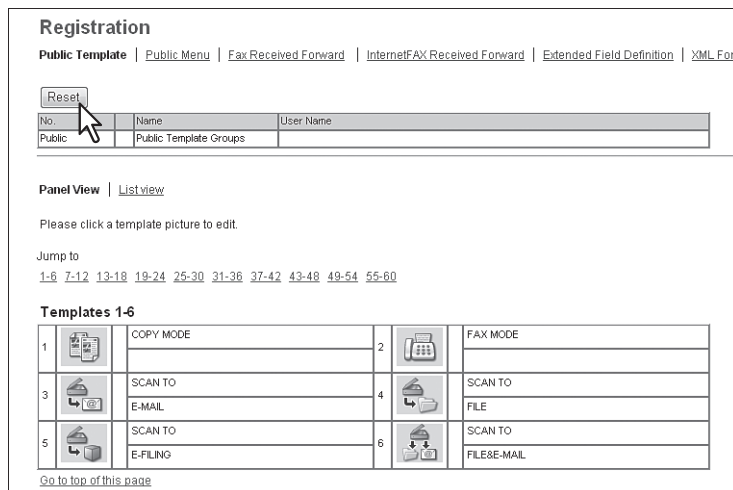 Registration
Public Template | Public Menu | Fax Received Forward | InternetFAX Received Forward | Extended Field Definition | XML For
Reset
No. Name User Name
Public Public Template Groups
Panel View | List view
Please click a template picture to edit.
Jump to
1-6 7-12 13-18 19-24 25-30 31-36 37-42 43-48 49-54 55-60
Templates 1-6
1 COPY MODE 2 FAX MODE
3 SCAN TO E-MAIL 4 SCAN TO FILE
5 SCAN TO E-FILING 6 SCAN TO FILE&E-MAIL
Go to top of this page